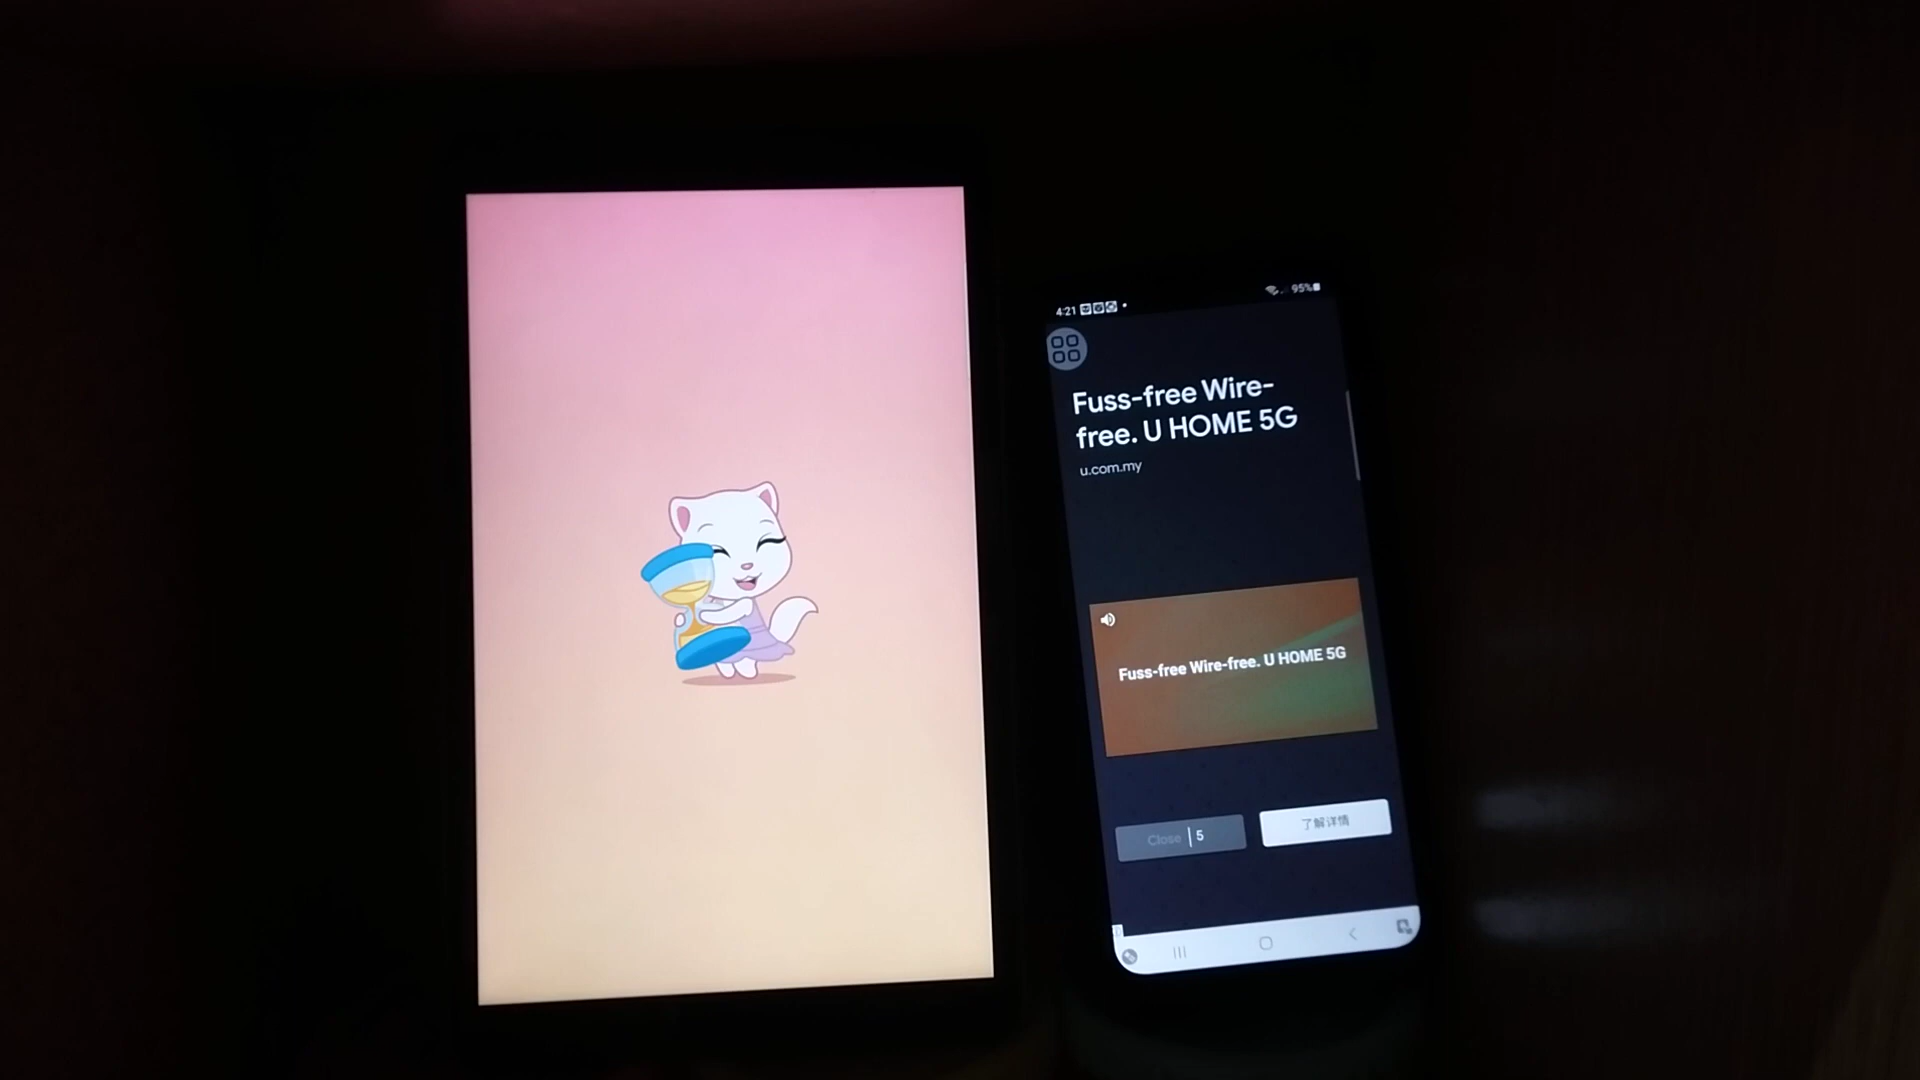 4:21
95%
Fuss-free Wire-
free. U HOME 5G
u.com.my
Fuss-free Wire-free. U HOME 5G
Close | 5
了解详情